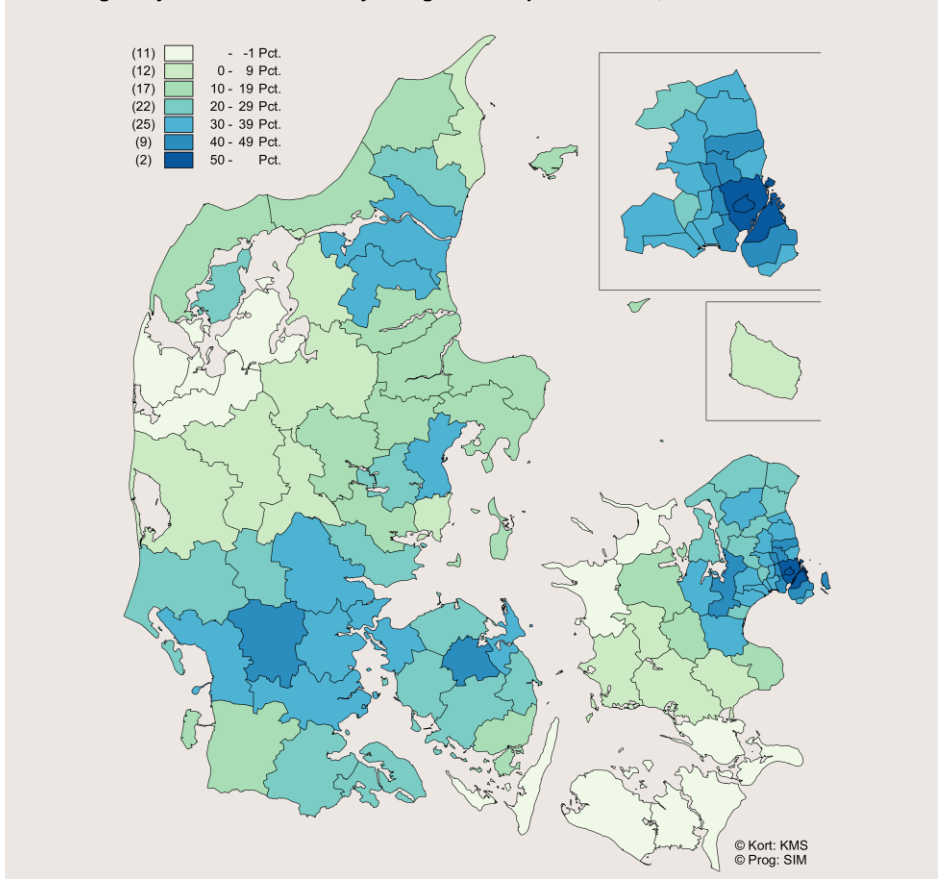 (11) - -1 Pct.
(12) 0 - 9 Pct.
(17) 10 - 19 Pct.
(22) 20 - 29 Pct.
(25) 30 - 39 Pct.
(9) 40 - 49 Pct.
(2) 50 - Pct.
© Kort: KMS
© Prog: SIM